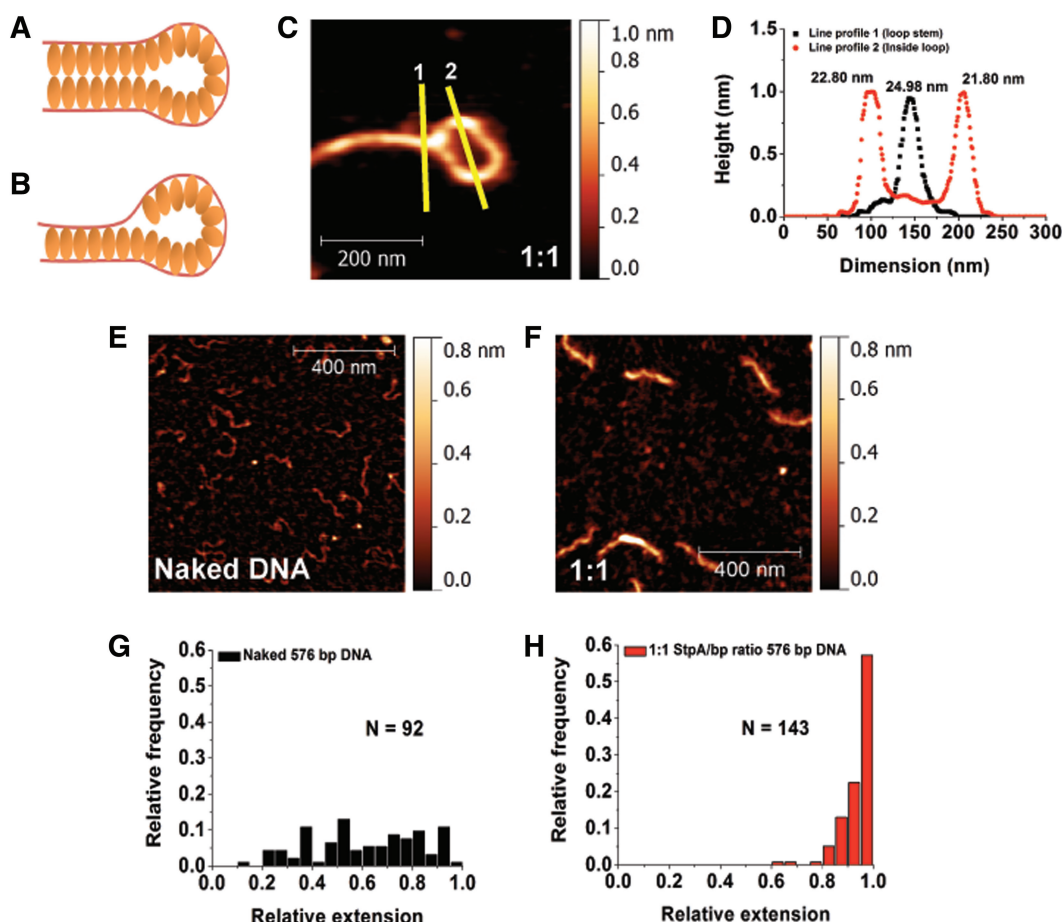 A
B
C
1 2
200 nm
1:1
1.0 nm
0.8
0.6
0.4
0.2
0.0
D
Line profile 1 (loop stem)
Line profile 2 (Inside loop)
22.80 nm
24.98 nm
21.80 nm
1.5
1.0
0.5
0.0
Height (nm)
0 50 100 150 200 250 300
Dimension (nm)
E
400 nm
Naked DNA
0.8 nm
0.6
0.4
0.2
0.0
F
400 nm
1:1
0.8 nm
0.6
0.4
0.2
0.0
G
Naked 576 bp DNA
N = 92
0.6
0.5
0.4
0.3
0.2
0.1
0.0
Relative frequency
0.0 0.2 0.4 0.6 0.8 1.0
Relative extension
H
1:1 StpA/bp ratio 576 bp DNA
N = 143
0.6
0.5
0.4
0.3
0.2
0.1
0.0
Relative frequency
0.0 0.2 0.4 0.6 0.8 1.0
Relative extension